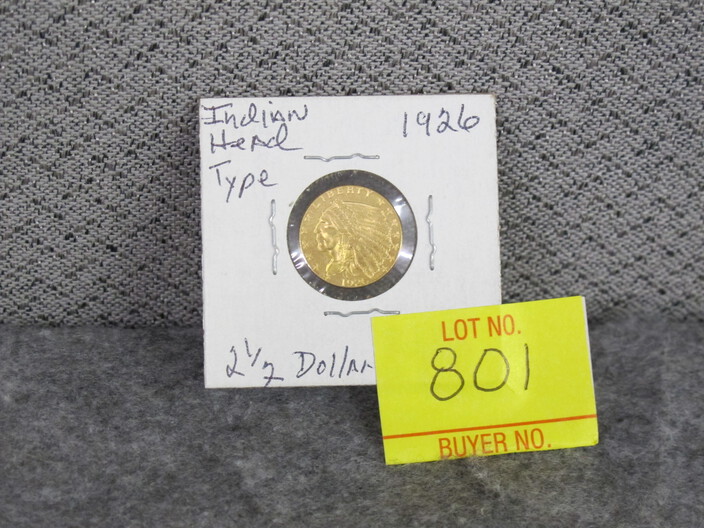 Indian
Head
Type
1926
LIBERTY
2 1/2 Dollar
LOT NO.
801
BUYER NO.